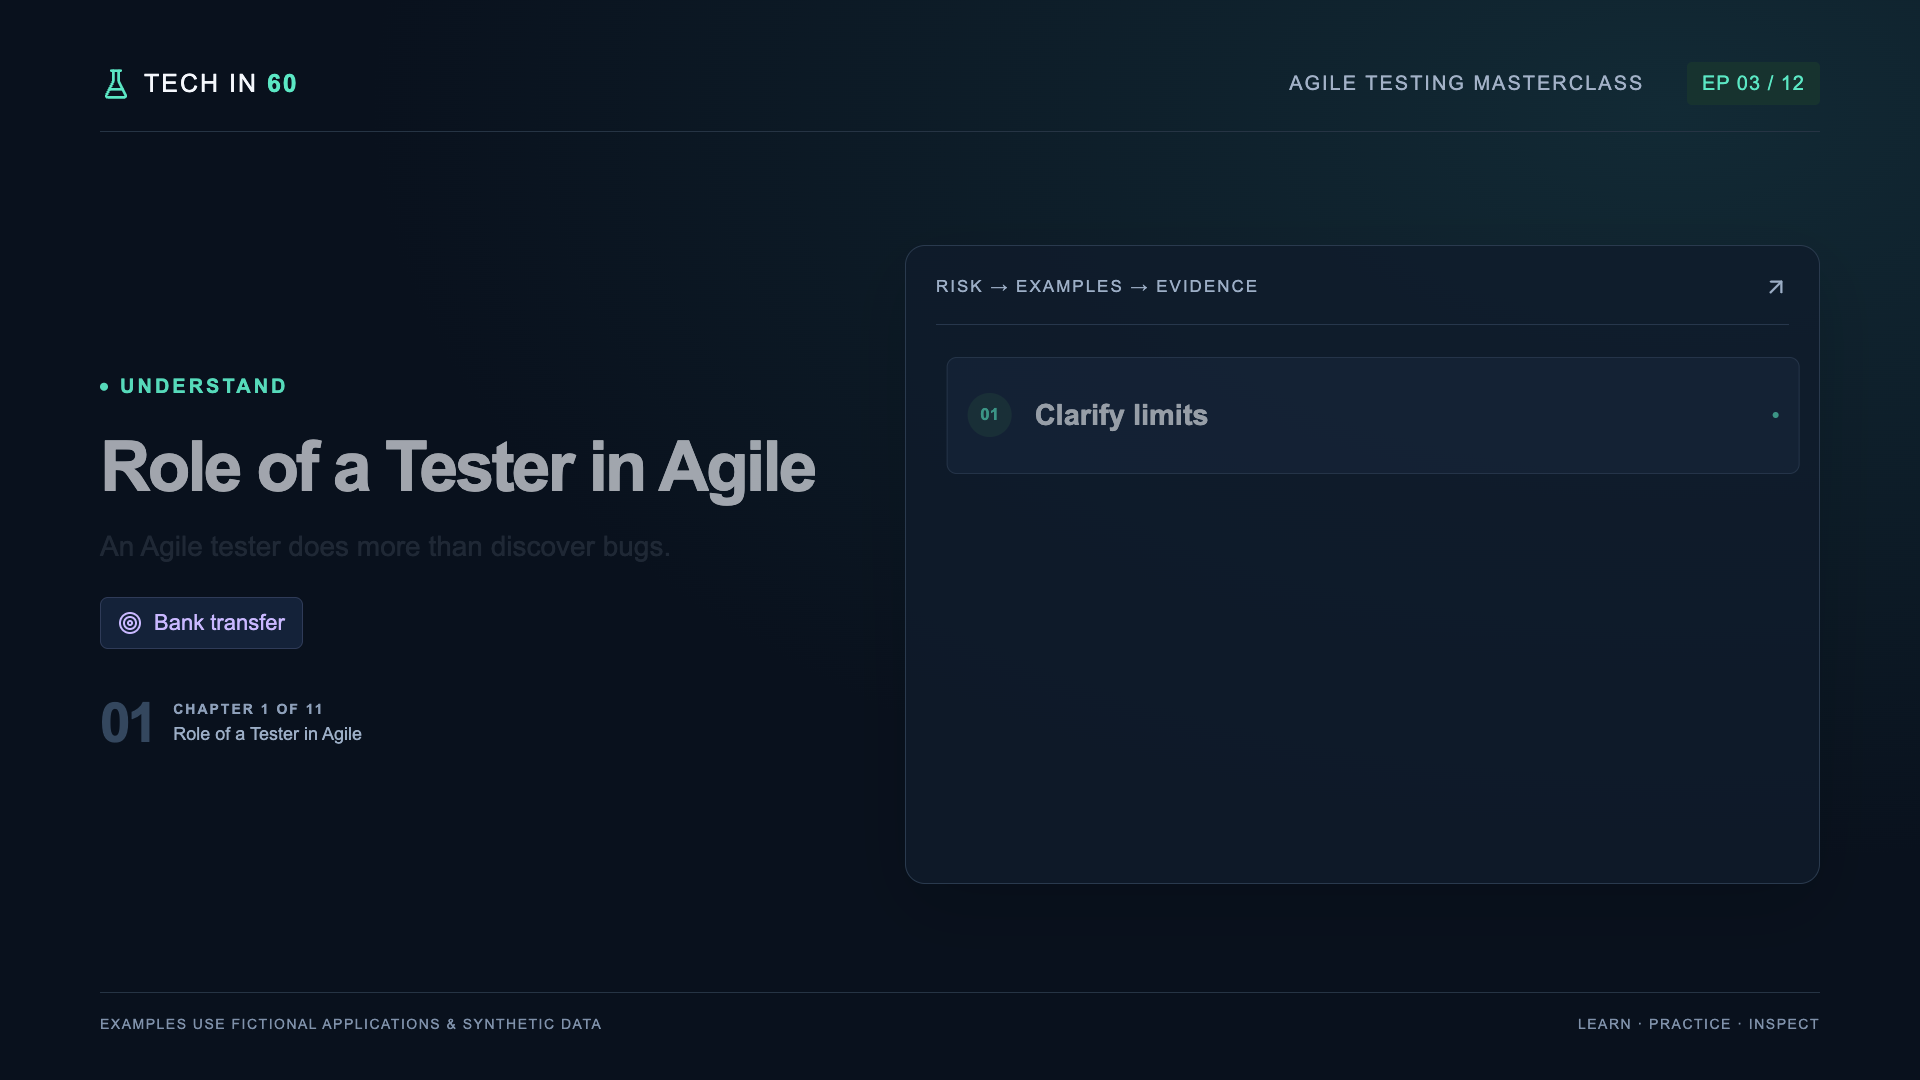 TECH IN 60
AGILE TESTING MASTERCLASS
EP 03 / 12
UNDERSTAND
Role of a Tester in Agile
An Agile tester does more than discover bugs.
Bank transfer
01
CHAPTER 1 OF 11
Role of a Tester in Agile
RISK → EXAMPLES → EVIDENCE
01
Clarify limits
EXAMPLES USE FICTIONAL APPLICATIONS & SYNTHETIC DATA
LEARN · PRACTICE · INSPECT